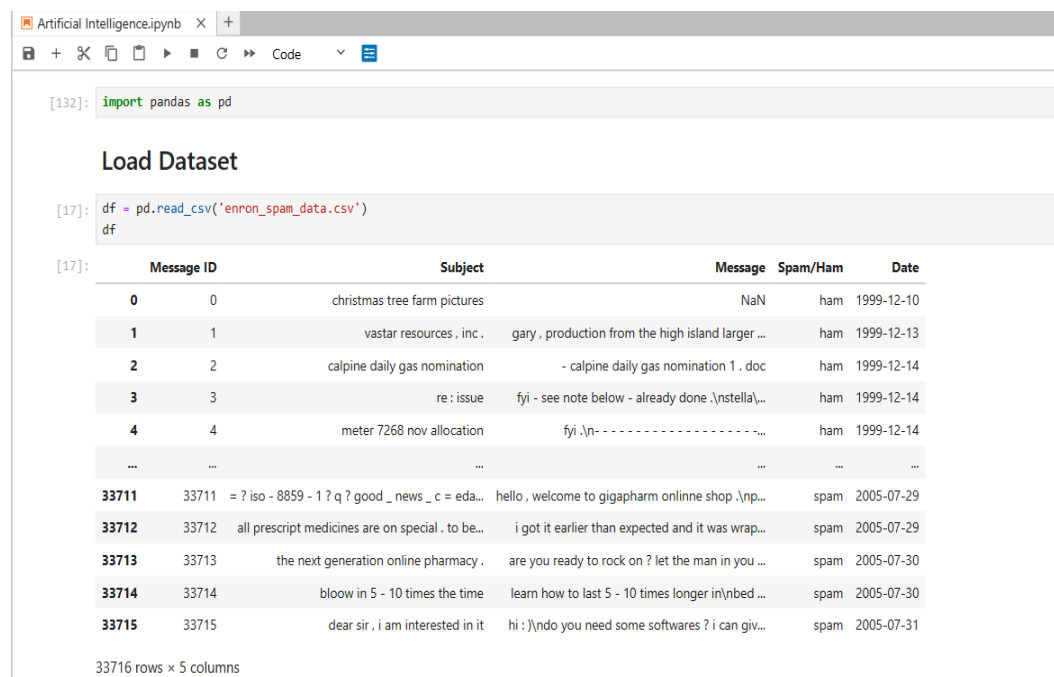 Artificial Intelligence.ipynb
Code
[132]: import pandas as pd
Load Dataset
[17]: df = pd.read_csv('enron_spam_data.csv')
df
[17]: Message ID Subject Message Spam/Ham Date
0 0 christmas tree farm pictures NaN ham 1999-12-10
1 1 vastar resources , inc . gary , production from the high island larger ... ham 1999-12-13
2 2 calpine daily gas nomination - calpine daily gas nomination 1 . doc ham 1999-12-14
3 3 re : issue fyi - see note below - already done .\nstella\... ham 1999-12-14
4 4 meter 7268 nov allocation fyi .\n- - - - - - - - - - - - - - - - - - - -... ham 1999-12-14
... ... ... ... ... ...
33711 33711 = ? iso - 8859 - 1 ? q ? good _ news _ c = eda... hello , welcome to gigapharm onlinne shop .\np... spam 2005-07-29
33712 33712 all prescript medicines are on special . to be... i got it earlier than expected and it was wrap... spam 2005-07-29
33713 33713 the next generation online pharmacy . are you ready to rock on ? let the man in you ... spam 2005-07-30
33714 33714 bloow in 5 - 10 times the time learn how to last 5 - 10 times longer in\nbed ... spam 2005-07-30
33715 33715 dear sir , i am interested in it hi : )\ndo you need some softwares ? i can giv... spam 2005-07-31
33716 rows × 5 columns